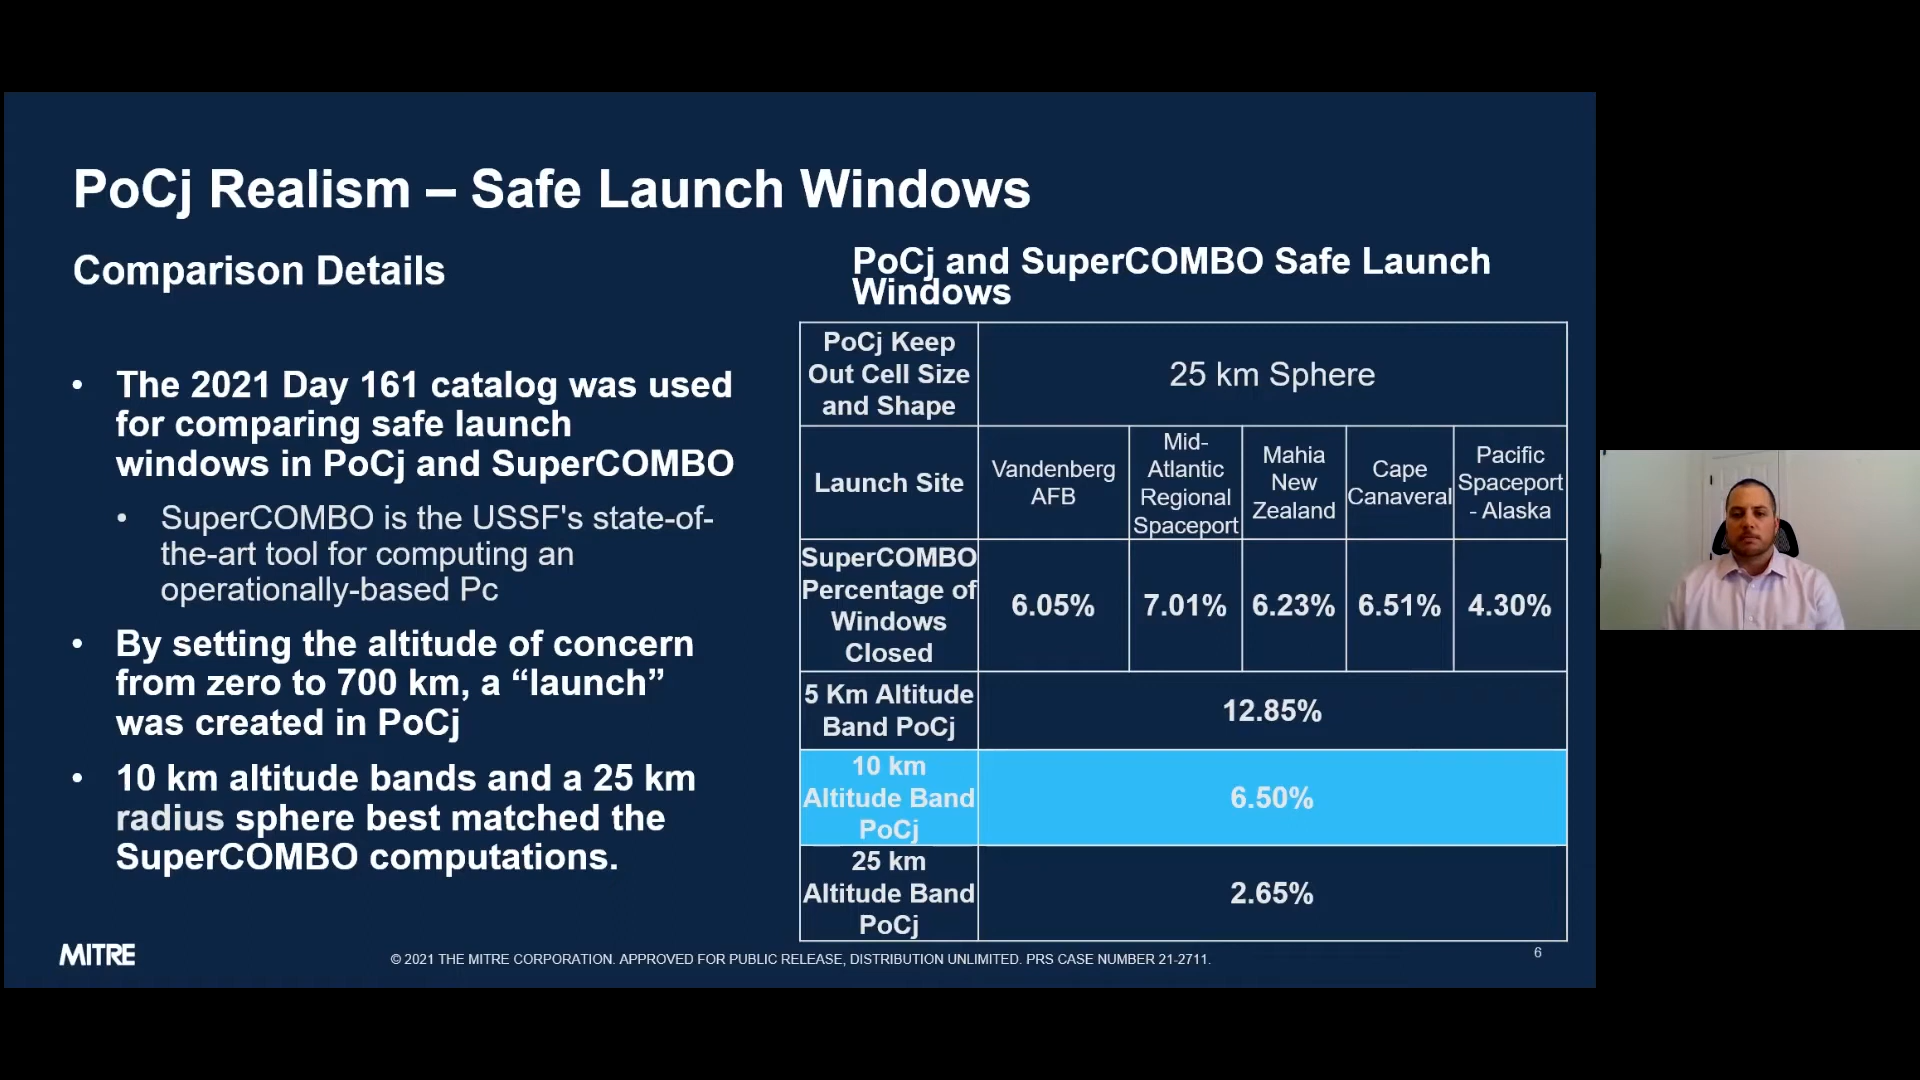 PoCj Realism – Safe Launch Windows
Comparison Details
• The 2021 Day 161 catalog was used
for comparing safe launch
windows in PoCj and SuperCOMBO
• SuperCOMBO is the USSF's state-of-
the-art tool for computing an
operationally-based Pc
• By setting the altitude of concern
from zero to 700 km, a “launch”
was created in PoCj
• 10 km altitude bands and a 25 km
radius sphere best matched the
SuperCOMBO computations.
PoCj and SuperCOMBO Safe Launch
Windows
PoCj Keep
Out Cell Size
and Shape
25 km Sphere
Launch Site
Vandenberg
AFB
Mid-
Atlantic
Regional
Spaceport
Mahia
New
Zealand
Cape
Canaveral
Pacific
Spaceport
- Alaska
SuperCOMBO
Percentage of
Windows
Closed
6.05%
7.01%
6.23%
6.51%
4.30%
5 Km Altitude
Band PoCj
12.85%
10 km
Altitude Band
PoCj
6.50%
25 km
Altitude Band
PoCj
2.65%
MITRE
© 2021 THE MITRE CORPORATION. APPROVED FOR PUBLIC RELEASE, DISTRIBUTION UNLIMITED. PRS CASE NUMBER 21-2711.
6